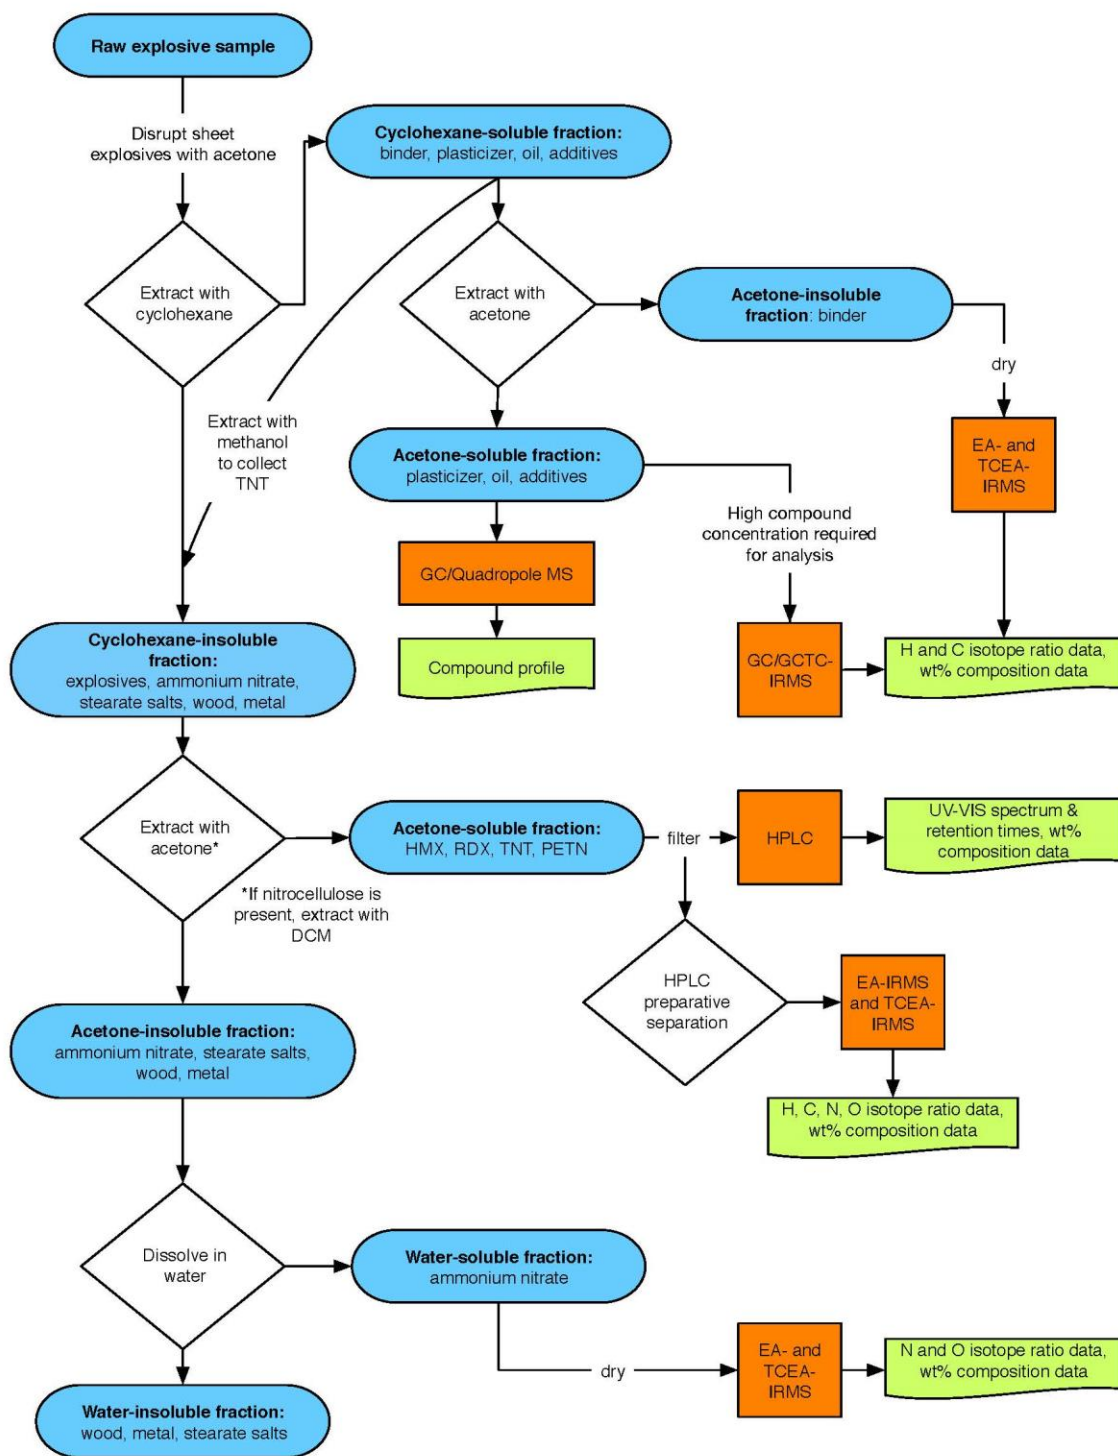 Raw explosive sample
Disrupt sheet
explosives with acetone
Cyclohexane-soluble fraction:
binder, plasticizer, oil, additives
Extract with
cyclohexane
Extract with
acetone
Acetone-insoluble
fraction: binder
dry
EA- and
TCEA-
IRMS
Extract with
methanol
to collect
TNT
Acetone-soluble fraction:
plasticizer, oil, additives
High compound
concentration required
for analysis
GC/Quadropole MS
Compound profile
GC/GCTC-
IRMS
H and C isotope ratio data,
wt% composition data
Cyclohexane-insoluble
fraction:
explosives, ammonium nitrate,
stearate salts, wood, metal
Extract with
acetone*
*If nitrocellulose is
present, extract with
DCM
Acetone-soluble fraction:
HMX, RDX, TNT, PETN
filter
HPLC
UV-VIS spectrum &
retention times, wt%
composition data
HPLC
preparative
separation
EA-IRMS
and TCEA-
IRMS
H, C, N, O isotope ratio data,
wt% composition data
Acetone-insoluble fraction:
ammonium nitrate, stearate salts,
wood, metal
Dissolve in
water
Water-soluble fraction:
ammonium nitrate
dry
EA- and
TCEA-
IRMS
N and O isotope ratio data,
wt% composition data
Water-insoluble fraction:
wood, metal, stearate salts